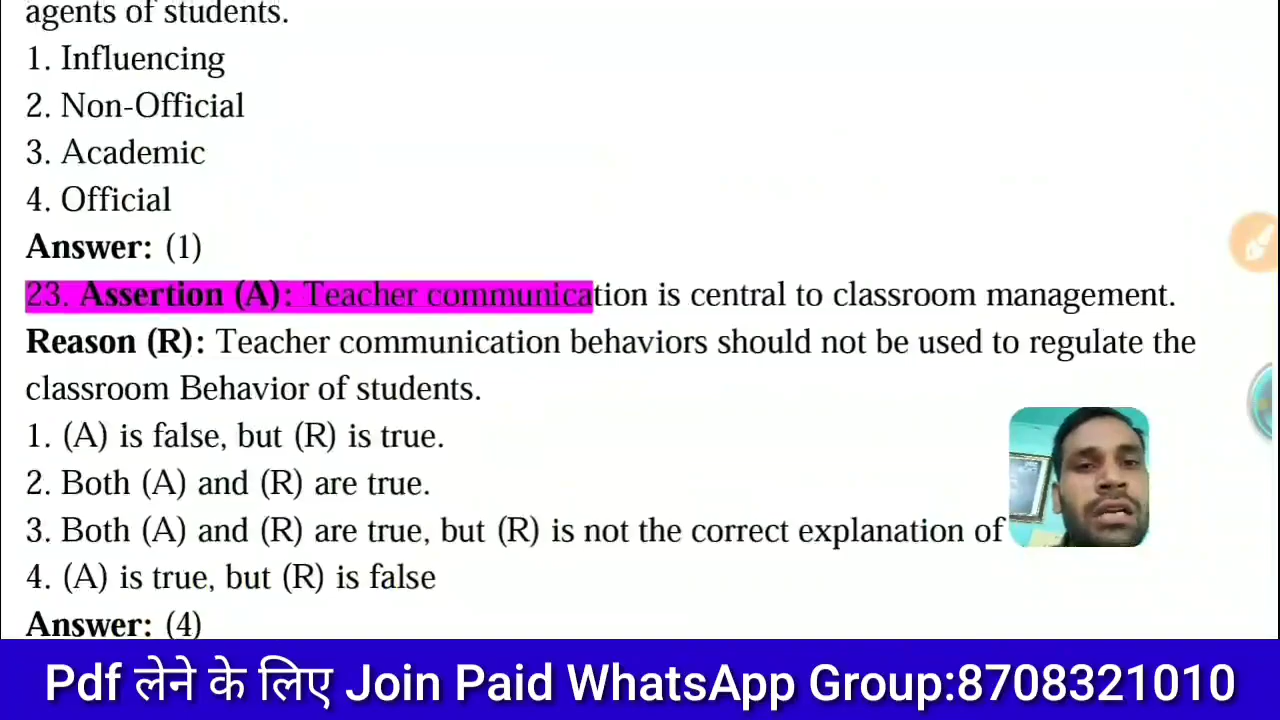 agents of students.
1. Influencing
2. Non-Official
3. Academic
4. Official
Answer: (1)
23. Assertion (A): Teacher communication is central to classroom management.
Reason (R): Teacher communication behaviors should not be used to regulate the
classroom Behavior of students.
1. (A) is false, but (R) is true.
2. Both (A) and (R) are true.
3. Both (A) and (R) are true, but (R) is not the correct explanation of
4. (A) is true, but (R) is false
Answer: (4)
Pdf लेने के लिए Join Paid WhatsApp Group:8708321010